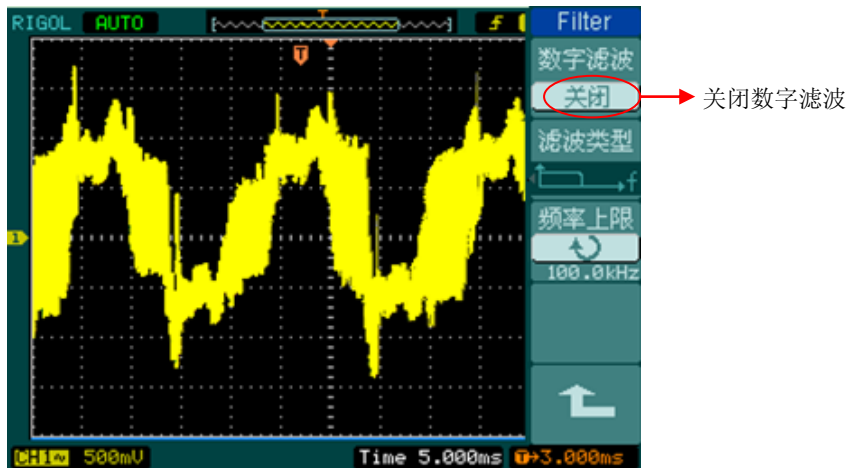 RIGOL AUTO
T
T
Filter
数字滤波
关闭
关闭数字滤波
滤波类型
f
频率上限
100.0kHz
1
CH1~ 500mV Time 5.000ms T→3.000ms